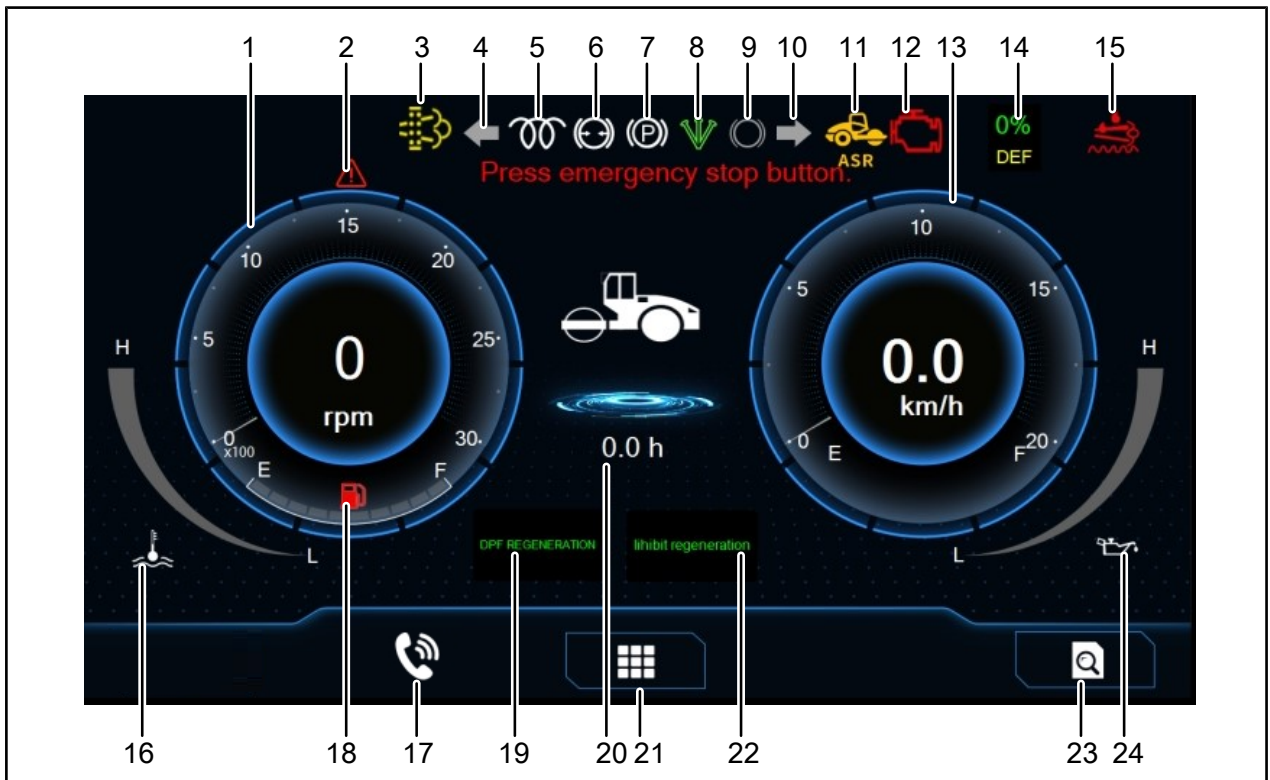 1 2 3 4 5 6 7 8 9 10 11 12 13 14 15
0%
DEF
P
ASR
Press emergency stop button.
15
10 20
5 25
0 30
x100
0
rpm
E F
H
L
10
5 15
0 20
0.0
km/h
E F
H
L
0.0 h
DPF REGENERATION Iihibit regeneration
16 18 17 19 20 21 22 23 24